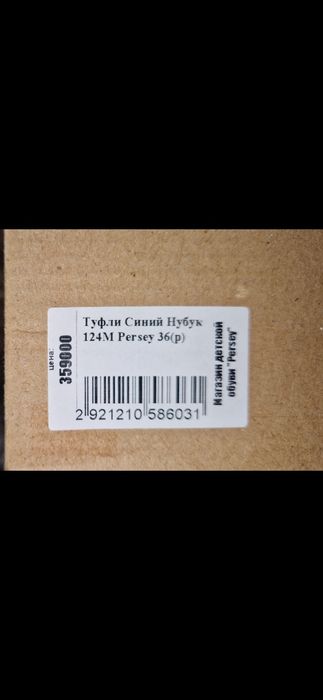 цена:
359000
Туфли Синий Нубук
124M Persey 36(р)
2 921210 586031
Магазин детской
обуви "Persey"